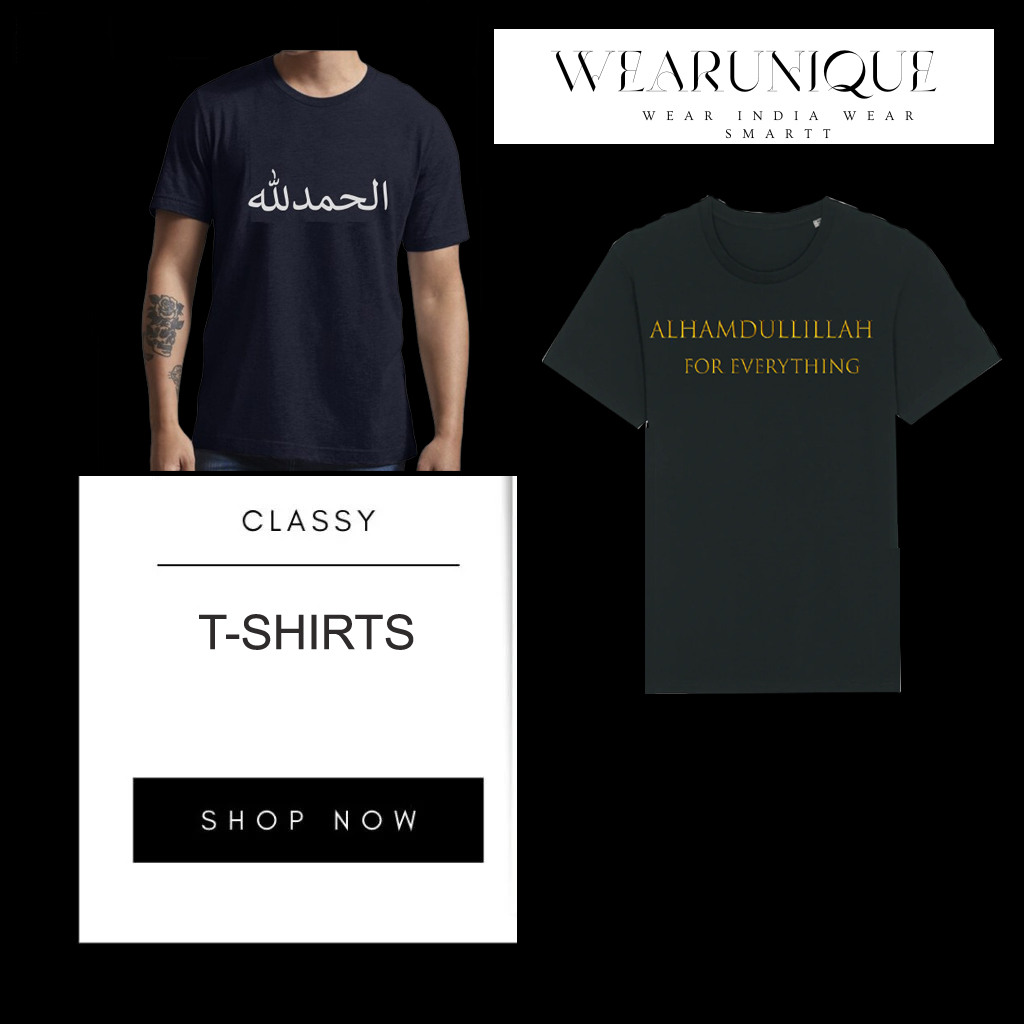 WEARUNIQUE
WEAR INDIA WEAR
SMARTT
الحمدلله
ALHAMDULLILLAH
FOR EVERYTHING
CLASSY
T-SHIRTS
SHOP NOW